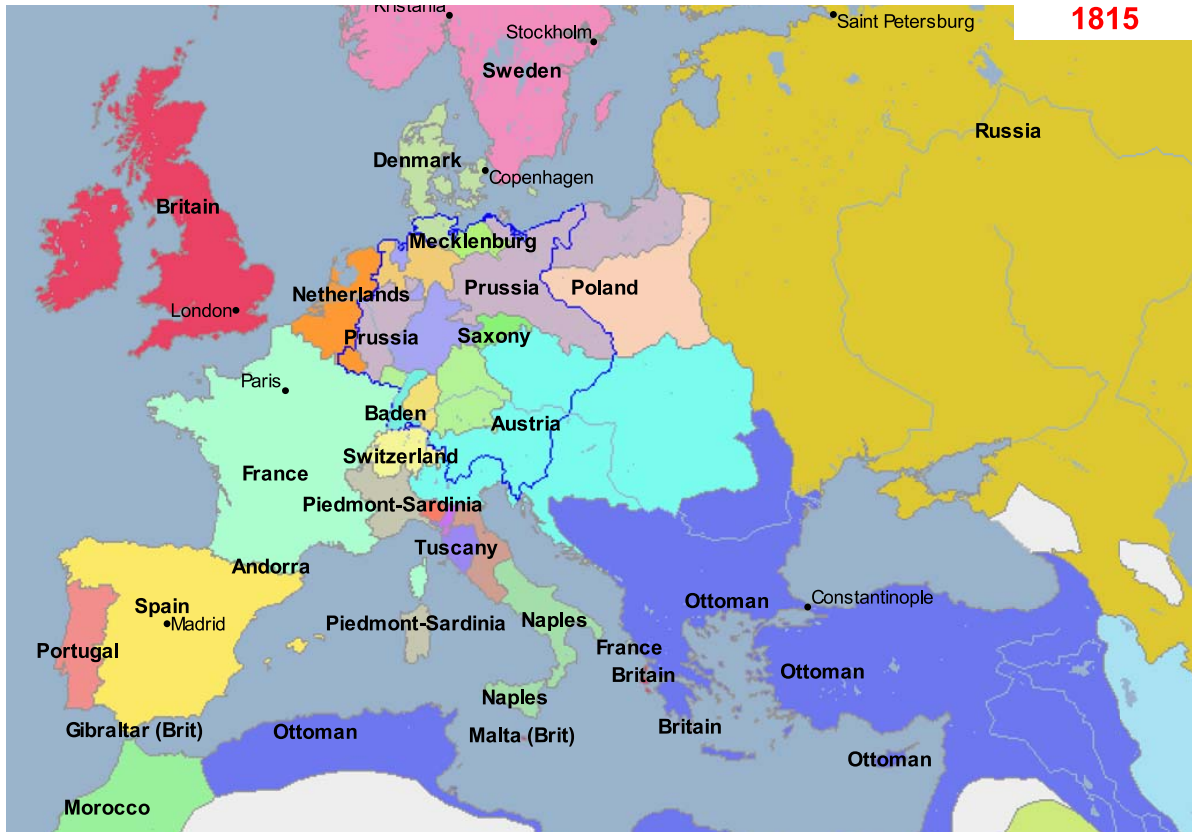 Kristania
1815
Saint Petersburg
Stockholm
Sweden
Russia
Denmark
Copenhagen
Britain
Mecklenburg
Netherlands
Prussia
Poland
London
Prussia
Saxony
Paris
Baden
Austria
Switzerland
France
Piedmont-Sardinia
Tuscany
Andorra
Spain
Madrid
Ottoman
Constantinople
Piedmont-Sardinia
Naples
Portugal
France
Britain
Ottoman
Naples
Gibraltar (Brit)
Ottoman
Malta (Brit)
Britain
Ottoman
Morocco